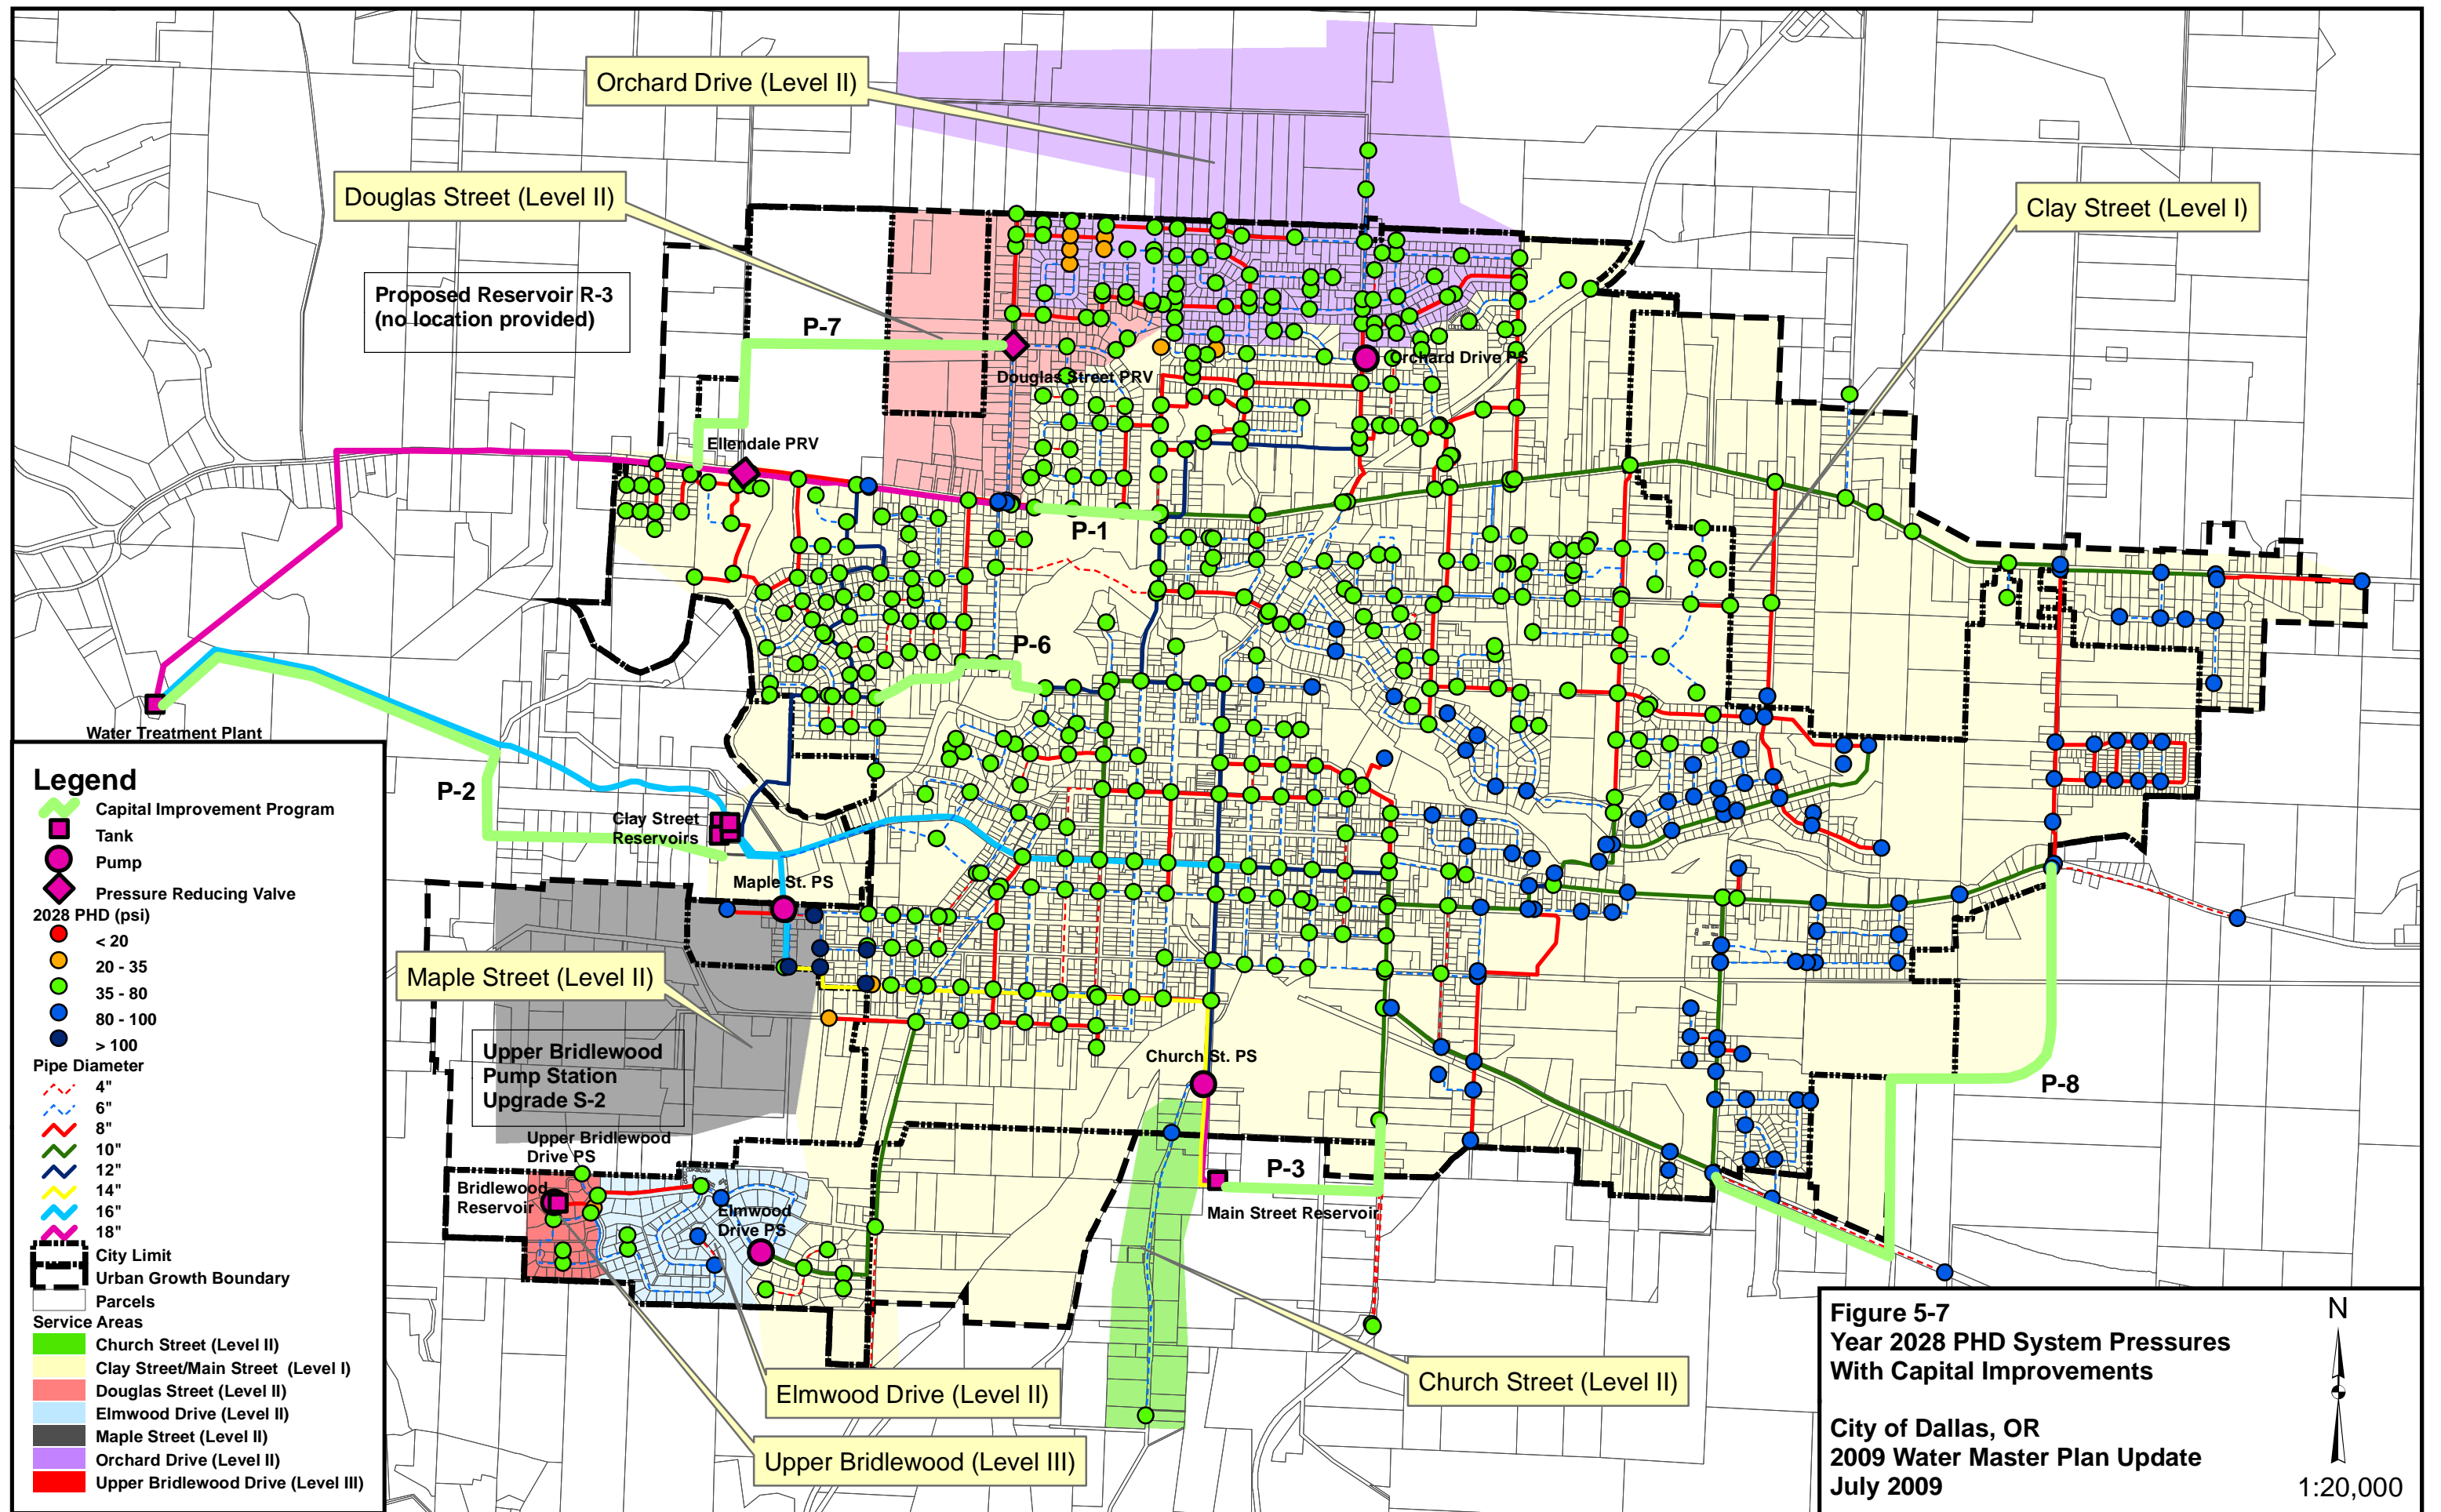 Orchard Drive (Level II)
Douglas Street (Level II)
Clay Street (Level I)
Proposed Reservoir R-3
(no location provided)
P-7
Orchard Drive PS
Douglas Street PRV
Ellendale PRV
P-1
P-6
Water Treatment Plant
P-2
Clay Street
Reservoirs
Maple St. PS
Maple Street (Level II)
Upper Bridlewood
Pump Station
Upgrade S-2
Church St. PS
P-8
Upper Bridlewood
Drive PS
Bridlewood
Reservoir
Elmwood
Drive PS
P-3
Main Street Reservoir
Elmwood Drive (Level II)
Church Street (Level II)
Upper Bridlewood (Level III)
Legend
Capital Improvement Program
Tank
Pump
Pressure Reducing Valve
2028 PHD (psi)
< 20
20 - 35
35 - 80
80 - 100
> 100
Pipe Diameter
4"
6"
8"
10"
12"
14"
16"
18"
City Limit
Urban Growth Boundary
Parcels
Service Areas
Church Street (Level II)
Clay Street/Main Street (Level I)
Douglas Street (Level II)
Elmwood Drive (Level II)
Maple Street (Level II)
Orchard Drive (Level II)
Upper Bridlewood Drive (Level III)
Figure 5-7
Year 2028 PHD System Pressures
With Capital Improvements
City of Dallas, OR
2009 Water Master Plan Update
July 2009
N
1:20,000